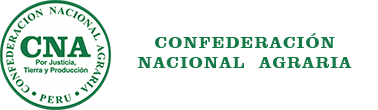 CONFEDERACION NACIONAL AGRARIA
CNA
Por Justicia,
Tierra y Producción
• PERU •
CONFEDERACIÓN
NACIONAL AGRARIA